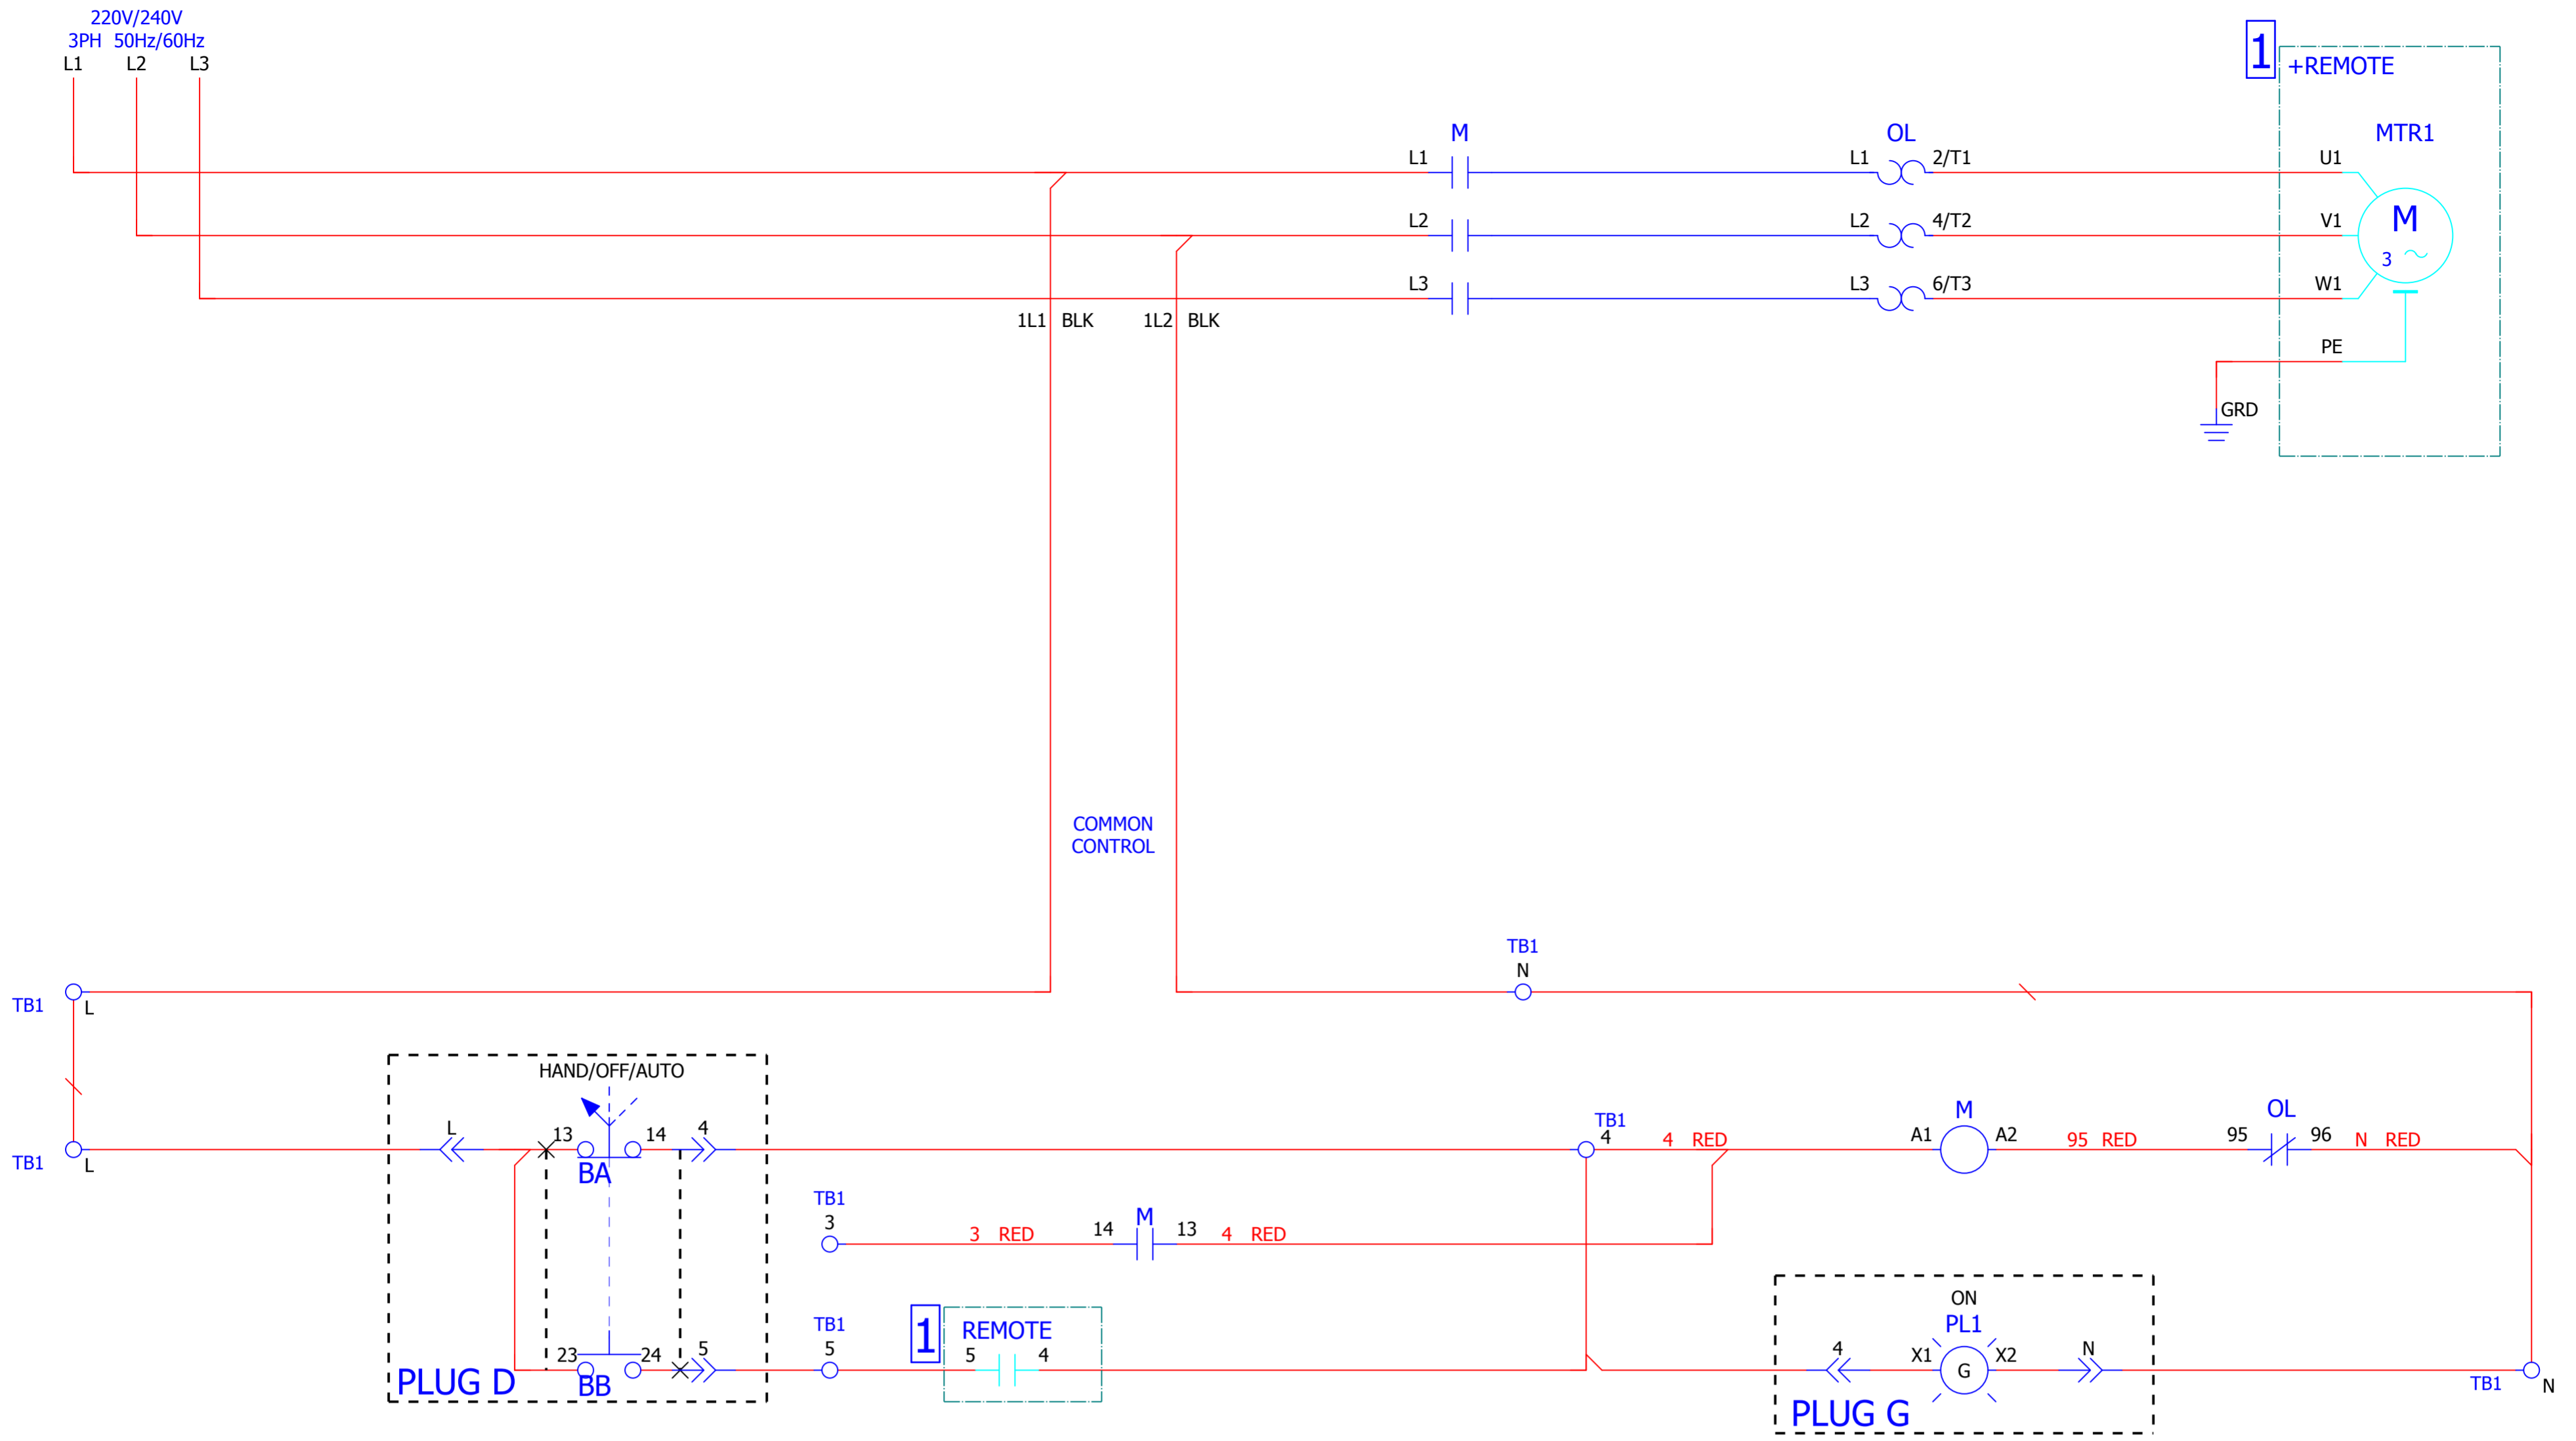 220V/240V
3PH 50Hz/60Hz
L1 L2 L3
1
+REMOTE
M OL MTR1
L1 L1 2/T1 U1
L2 L2 4/T2 V1
M
3
L3 L3 6/T3 W1
1L1 BLK 1L2 BLK
PE
GRD
COMMON
CONTROL
TB1
N
TB1 L
HAND/OFF/AUTO
L 13 14 4
TB1
4
4 RED
M
A1 A2
95 RED
OL
95 96
N RED
TB1 L
BA
TB1
3
3 RED 14 M 13 4 RED
1
REMOTE
TB1
5
5 4
23 24 5
BB
PLUG D
ON
PL1
4 X1 G X2 N
PLUG G
TB1 N